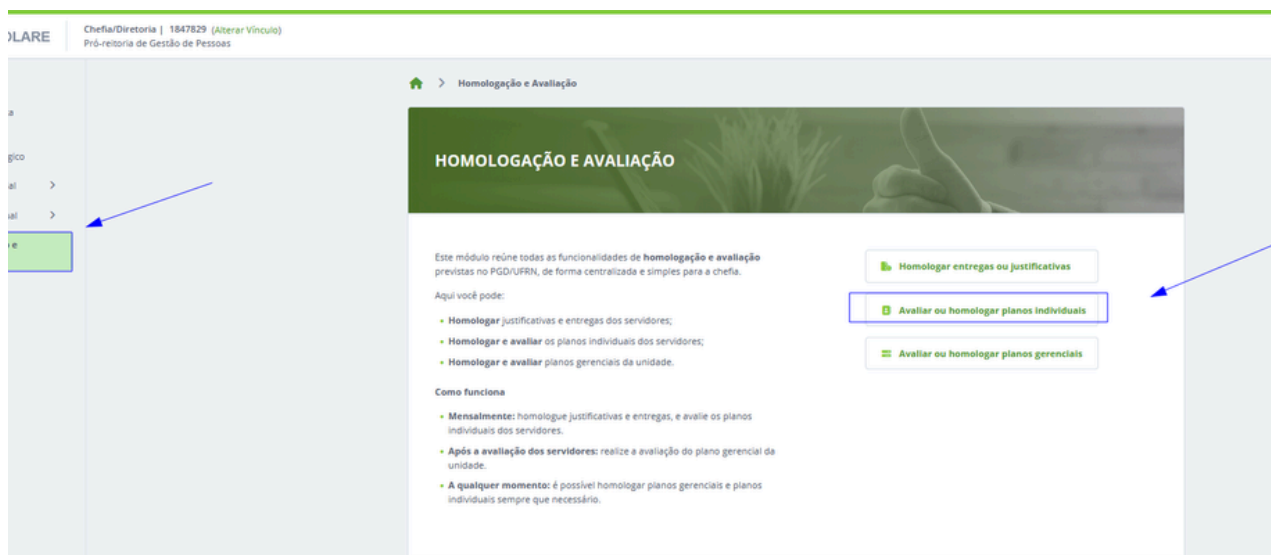 OLARE
Chefia/Diretoria | 1847829 (Alterar Vínculo)
Pró-reitoria de Gestão de Pessoas
a
gico
al
ual
o e
Homologação e Avaliação
HOMOLOGAÇÃO E AVALIAÇÃO
Este módulo reúne todas as funcionalidades de homologação e avaliação
previstas no PGD/UFRN, de forma centralizada e simples para a chefia.
Aqui você pode:
• Homologar justificativas e entregas dos servidores;
• Homologar e avaliar os planos individuais dos servidores;
• Homologar e avaliar planos gerenciais da unidade.
Como funciona
• Mensalmente: homologue justificativas e entregas, e avalie os planos
individuais dos servidores.
• Após a avaliação dos servidores: realize a avaliação do plano gerencial da
unidade.
• A qualquer momento: é possível homologar planos gerenciais e planos
individuais sempre que necessário.
Homologar entregas ou justificativas
Avaliar ou homologar planos individuais
Avaliar ou homologar planos gerenciais